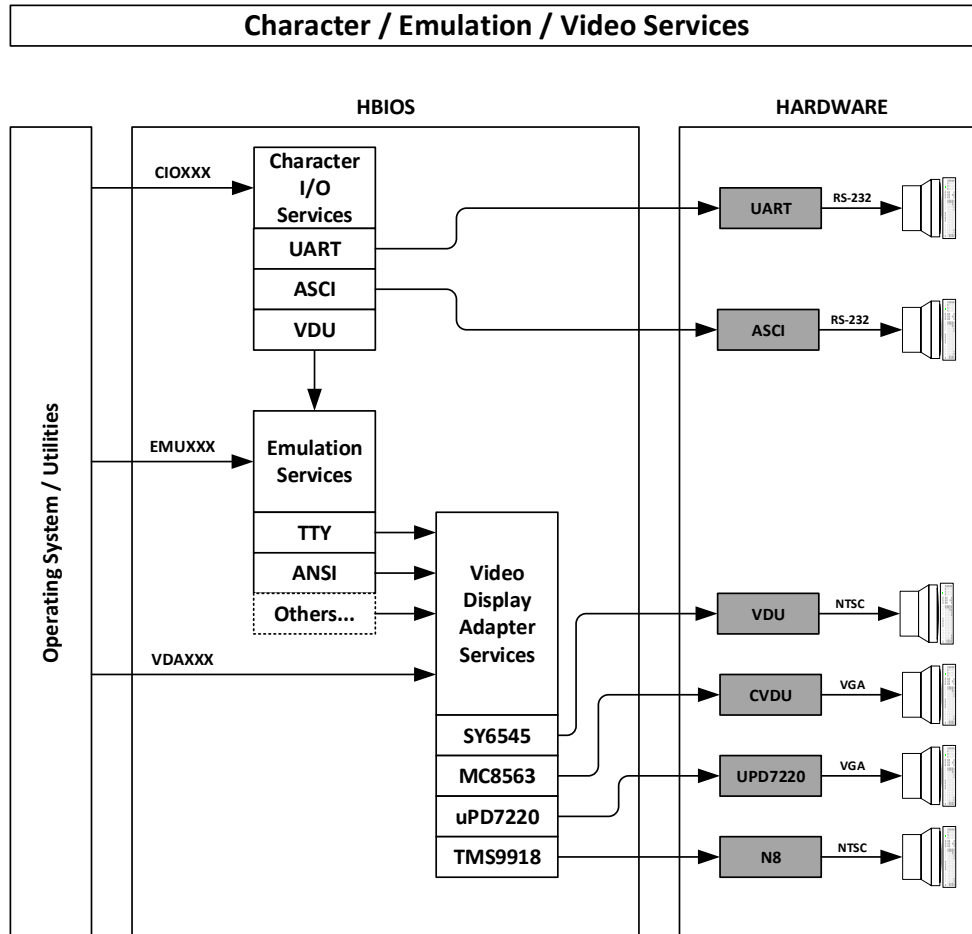 Character / Emulation / Video Services
HBIOS
HARDWARE
Operating System / Utilities
CIOXXX
Character
I/O
Services
UART
ASCI
VDU
UART
RS-232
ASCI
RS-232
EMUXXX
Emulation
Services
TTY
ANSI
Others...
VDAXXX
Video
Display
Adapter
Services
SY6545
MC8563
uPD7220
TMS9918
VDU
NTSC
CVDU
VGA
UPD7220
VGA
N8
NTSC